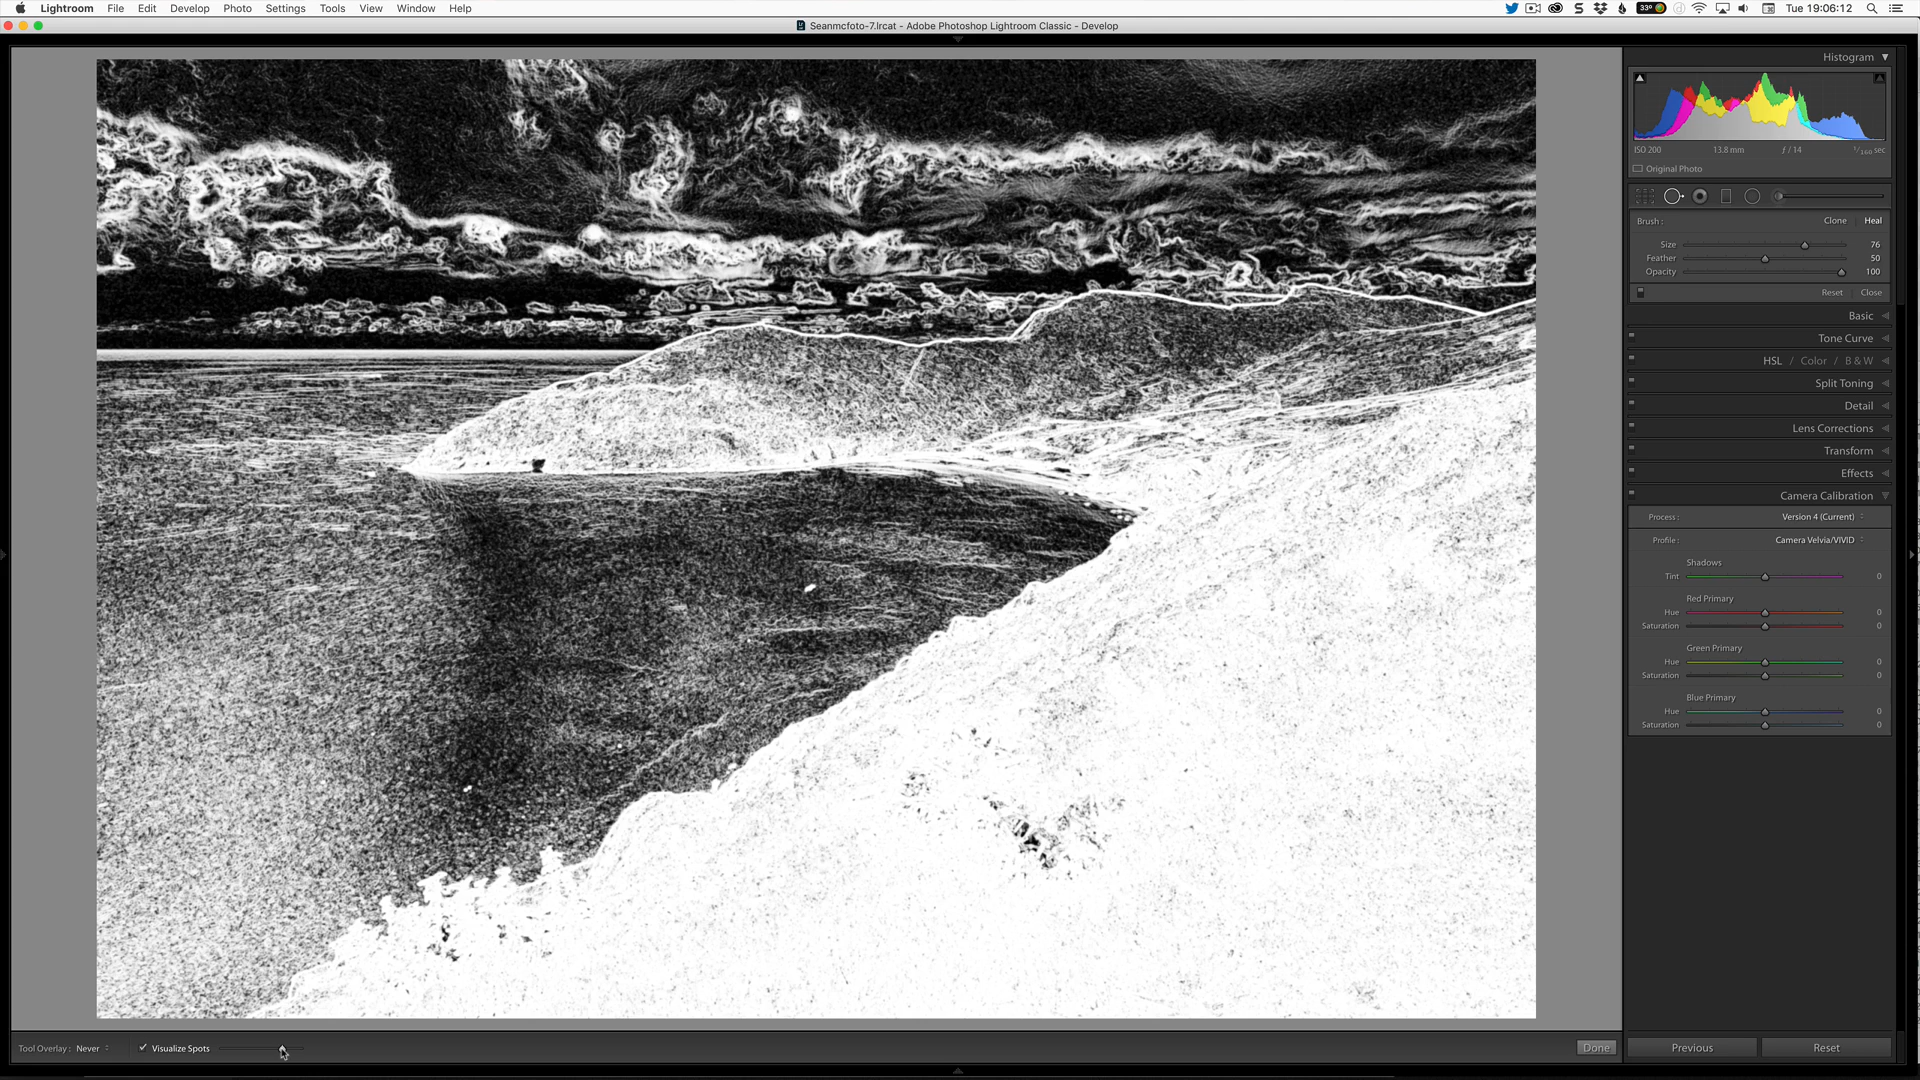 Lightroom File Edit Develop Photo Settings Tools View Window Help 33° Tue 19:06:12
Seanmcfoto-7.lrcat - Adobe Photoshop Lightroom Classic - Develop
Histogram
ISO 200 13.8 mm ƒ / 14 1/160 sec
Original Photo
Brush : Clone Heal
Size 76
Feather 50
Opacity 100
Reset Close
Basic
Tone Curve
HSL / Color / B & W
Split Toning
Detail
Lens Corrections
Transform
Effects
Camera Calibration
Process : Version 4 (Current)
Profile : Camera Velvia/VIVID
Shadows
Tint 0
Red Primary
Hue 0
Saturation 0
Green Primary
Hue 0
Saturation 0
Blue Primary
Hue 0
Saturation 0
Tool Overlay : Never Visualize Spots Done Previous Reset